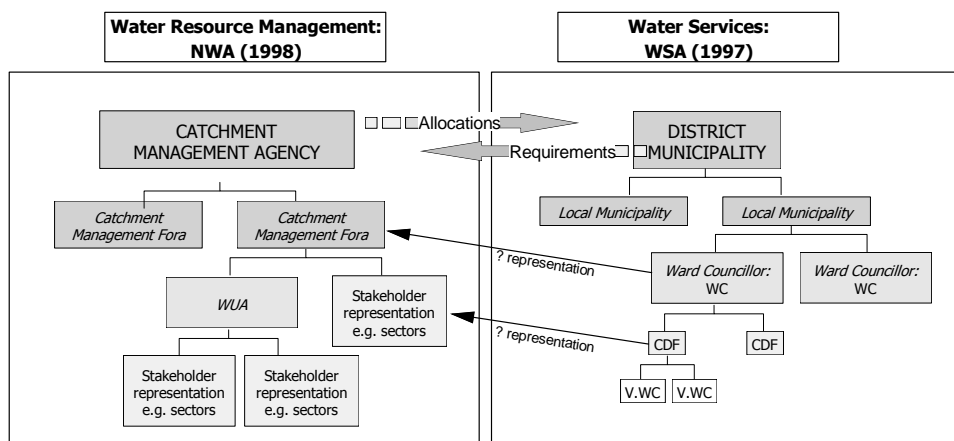 Water Resource Management:
NWA (1998)
Water Services:
WSA (1997)
CATCHMENT
MANAGEMENT AGENCY
Allocations
Requirements
DISTRICT
MUNICIPALITY
Catchment
Management Fora
Catchment
Management Fora
Local Municipality
Local Municipality
? representation
WUA
Stakeholder
representation
e.g. sectors
Ward Councillor:
WC
Ward Councillor:
WC
? representation
Stakeholder
representation
e.g. sectors
Stakeholder
representation
e.g. sectors
CDF
CDF
V.WC
V.WC